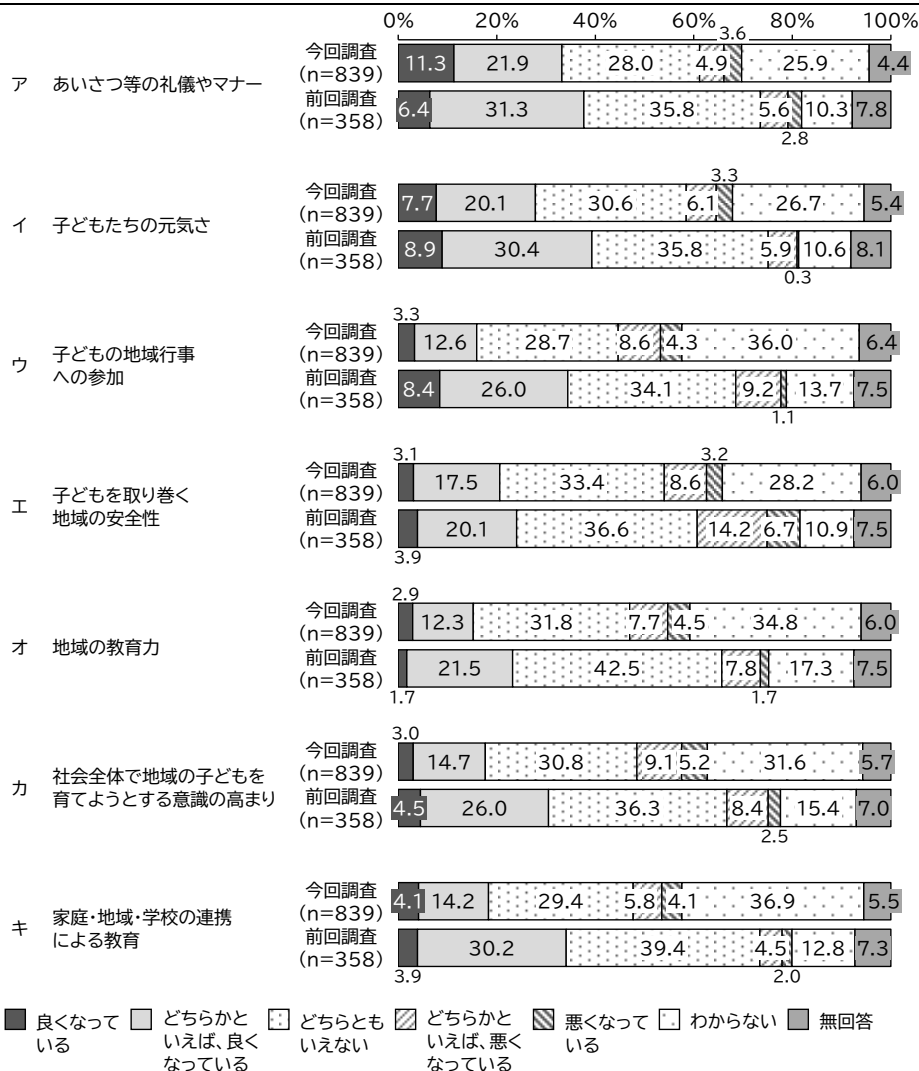 0% 20% 40% 60% 80% 100%
3.6
今回調査
(n=839)
11.3 21.9 28.0 4.9 25.9 4.4
ア あいさつ等の礼儀やマナー
前回調査
(n=358)
6.4 31.3 35.8 5.6 10.3 7.8
2.8
3.3
今回調査
(n=839)
7.7 20.1 30.6 6.1 26.7 5.4
イ 子どもたちの元気さ
前回調査
(n=358)
8.9 30.4 35.8 5.9 10.6 8.1
0.3
3.3
今回調査
(n=839)
12.6 28.7 8.6 4.3 36.0 6.4
ウ 子どもの地域行事
への参加
前回調査
(n=358)
8.4 26.0 34.1 9.2 13.7 7.5
1.1
3.1 3.2
今回調査
(n=839)
17.5 33.4 8.6 28.2 6.0
エ 子どもを取り巻く
地域の安全性
前回調査
(n=358)
20.1 36.6 14.2 6.7 10.9 7.5
3.9
2.9
今回調査
(n=839)
12.3 31.8 7.7 4.5 34.8 6.0
オ 地域の教育力
前回調査
(n=358)
21.5 42.5 7.8 17.3 7.5
1.7 1.7
3.0
今回調査
(n=839)
14.7 30.8 9.1 5.2 31.6 5.7
カ 社会全体で地域の子どもを
育てようとする意識の高まり
前回調査
(n=358)
4.5 26.0 36.3 8.4 15.4 7.0
2.5
今回調査
(n=839)
4.1 14.2 29.4 5.8 4.1 36.9 5.5
キ 家庭・地域・学校の連携
による教育
前回調査
(n=358)
30.2 39.4 4.5 12.8 7.3
3.9 2.0
良くなって
いる
どちらかと
いえば、良く
なっている
どちらとも
いえない
どちらかと
いえば、悪く
なっている
悪くなって
いる
わからない
無回答